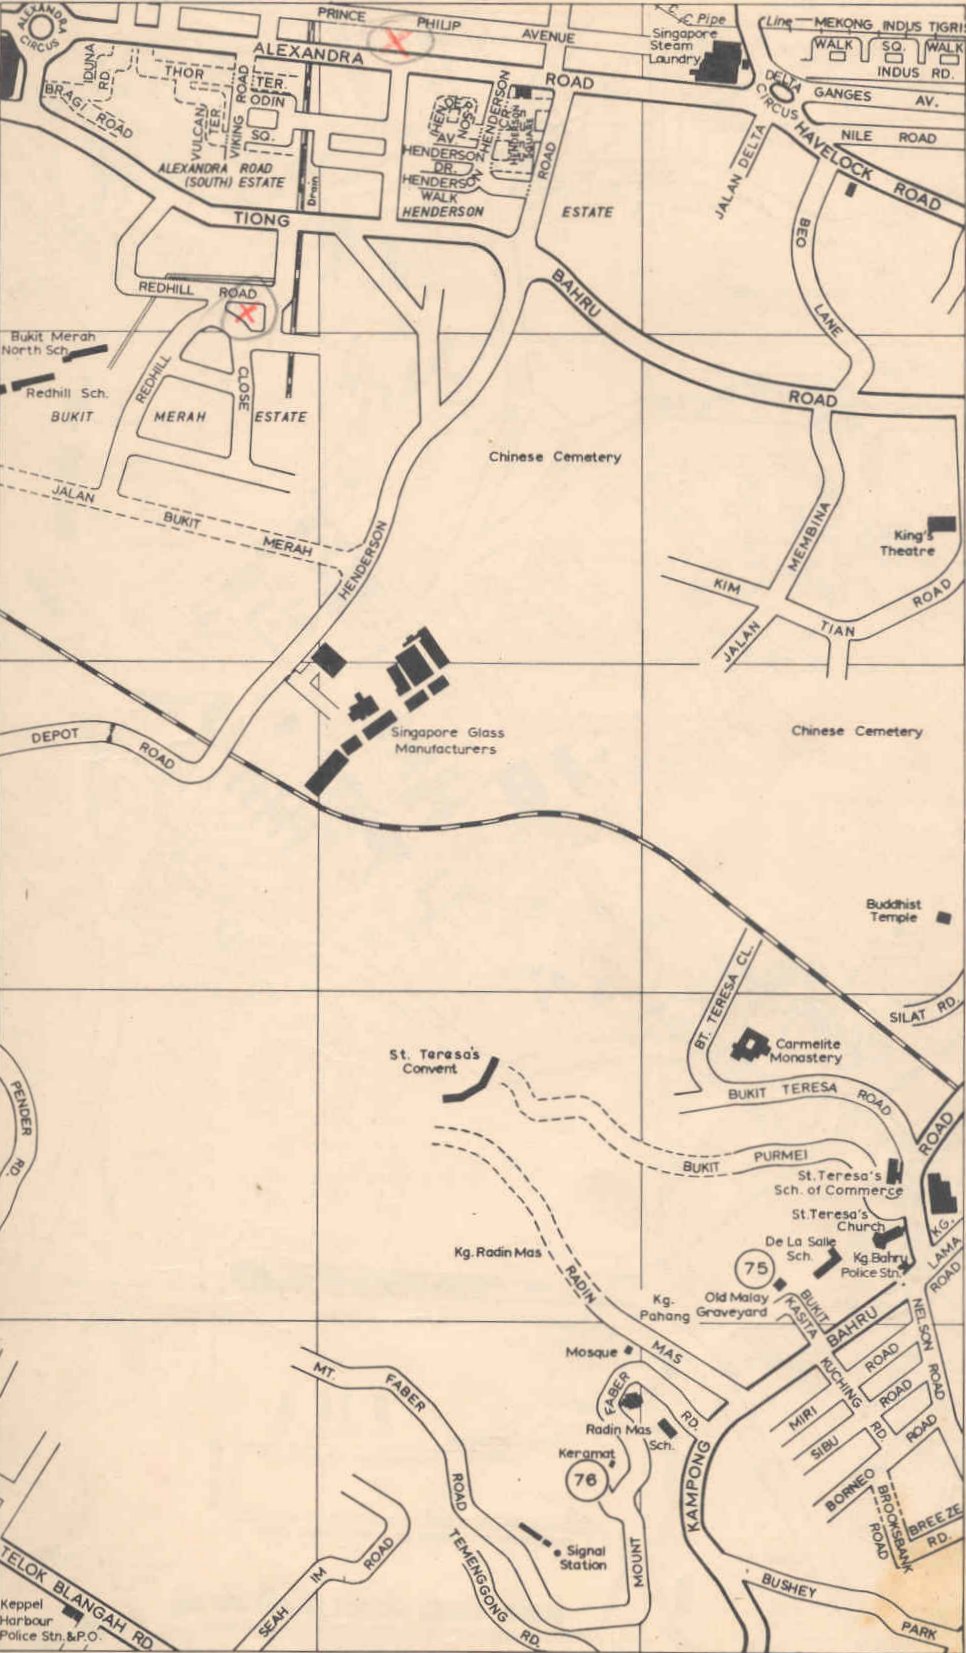 ALEXANDRA
CIRCUS
PRINCE PHILIP AVENUE
Pipe Line
MEKONG INDUS TIGRIS
WALK SQ. WALK
INDUS RD.
Singapore
Steam
Laundry
ALEXANDRA ROAD
IDUNA
RD.
THOR
TER.
ODIN
SQ.
BRAGI ROAD
VULCAN
TER.
VIKING ROAD
ALEXANDRA ROAD
(SOUTH) ESTATE
Drain
HENDERSON
AV.
HENDERSON
DR.
HENDERSON
WALK
HENDERSON
ESTATE
HENDERSON
SQUARE
HENDERSON
ROAD
DELTA
CIRCUS
GANGES AV.
NILE ROAD
HAVELOCK ROAD
JALAN DELTA
BEO LANE
TIONG BAHRU ROAD
REDHILL ROAD
Bukit Merah
North Sch.
Redhill Sch.
REDHILL
CLOSE
BUKIT MERAH ESTATE
JALAN BUKIT MERAH
HENDERSON
Chinese Cemetery
King's
Theatre
JALAN MEMBINA
KIM TIAN ROAD
DEPOT ROAD
Singapore Glass
Manufacturers
Chinese Cemetery
Buddhist
Temple
SILAT RD.
BT. TERESA CL.
Carmelite
Monastery
St. Teresa's
Convent
BUKIT TERESA ROAD
PENDER RD.
BUKIT PURMEI
St. Teresa's
Sch. of Commerce
St. Teresa's
Church
De La Salle
Sch.
Kg. Bahru
Police Stn.
ROAD
KG.
LAMA
ROAD
Kg. Radin Mas
RADIN MAS RD.
75
Old Malay
Graveyard
Kg.
Pahang
BUKIT
KASITA
KAMPONG BAHRU
NELSON ROAD
Mosque
MT. FABER ROAD
MOUNT FABER
Radin Mas
Sch.
Keramat
76
KUCHING RD.
MIRI ROAD
SIBU ROAD
BORNEO ROAD
BROOKSBANK
ROAD
BREEZE
RD.
Signal
Station
TEMENGGONG RD.
SEAH IM ROAD
TELOK BLANGAH RD.
Keppel
Harbour
Police Stn.&P.O.
BUSHEY PARK